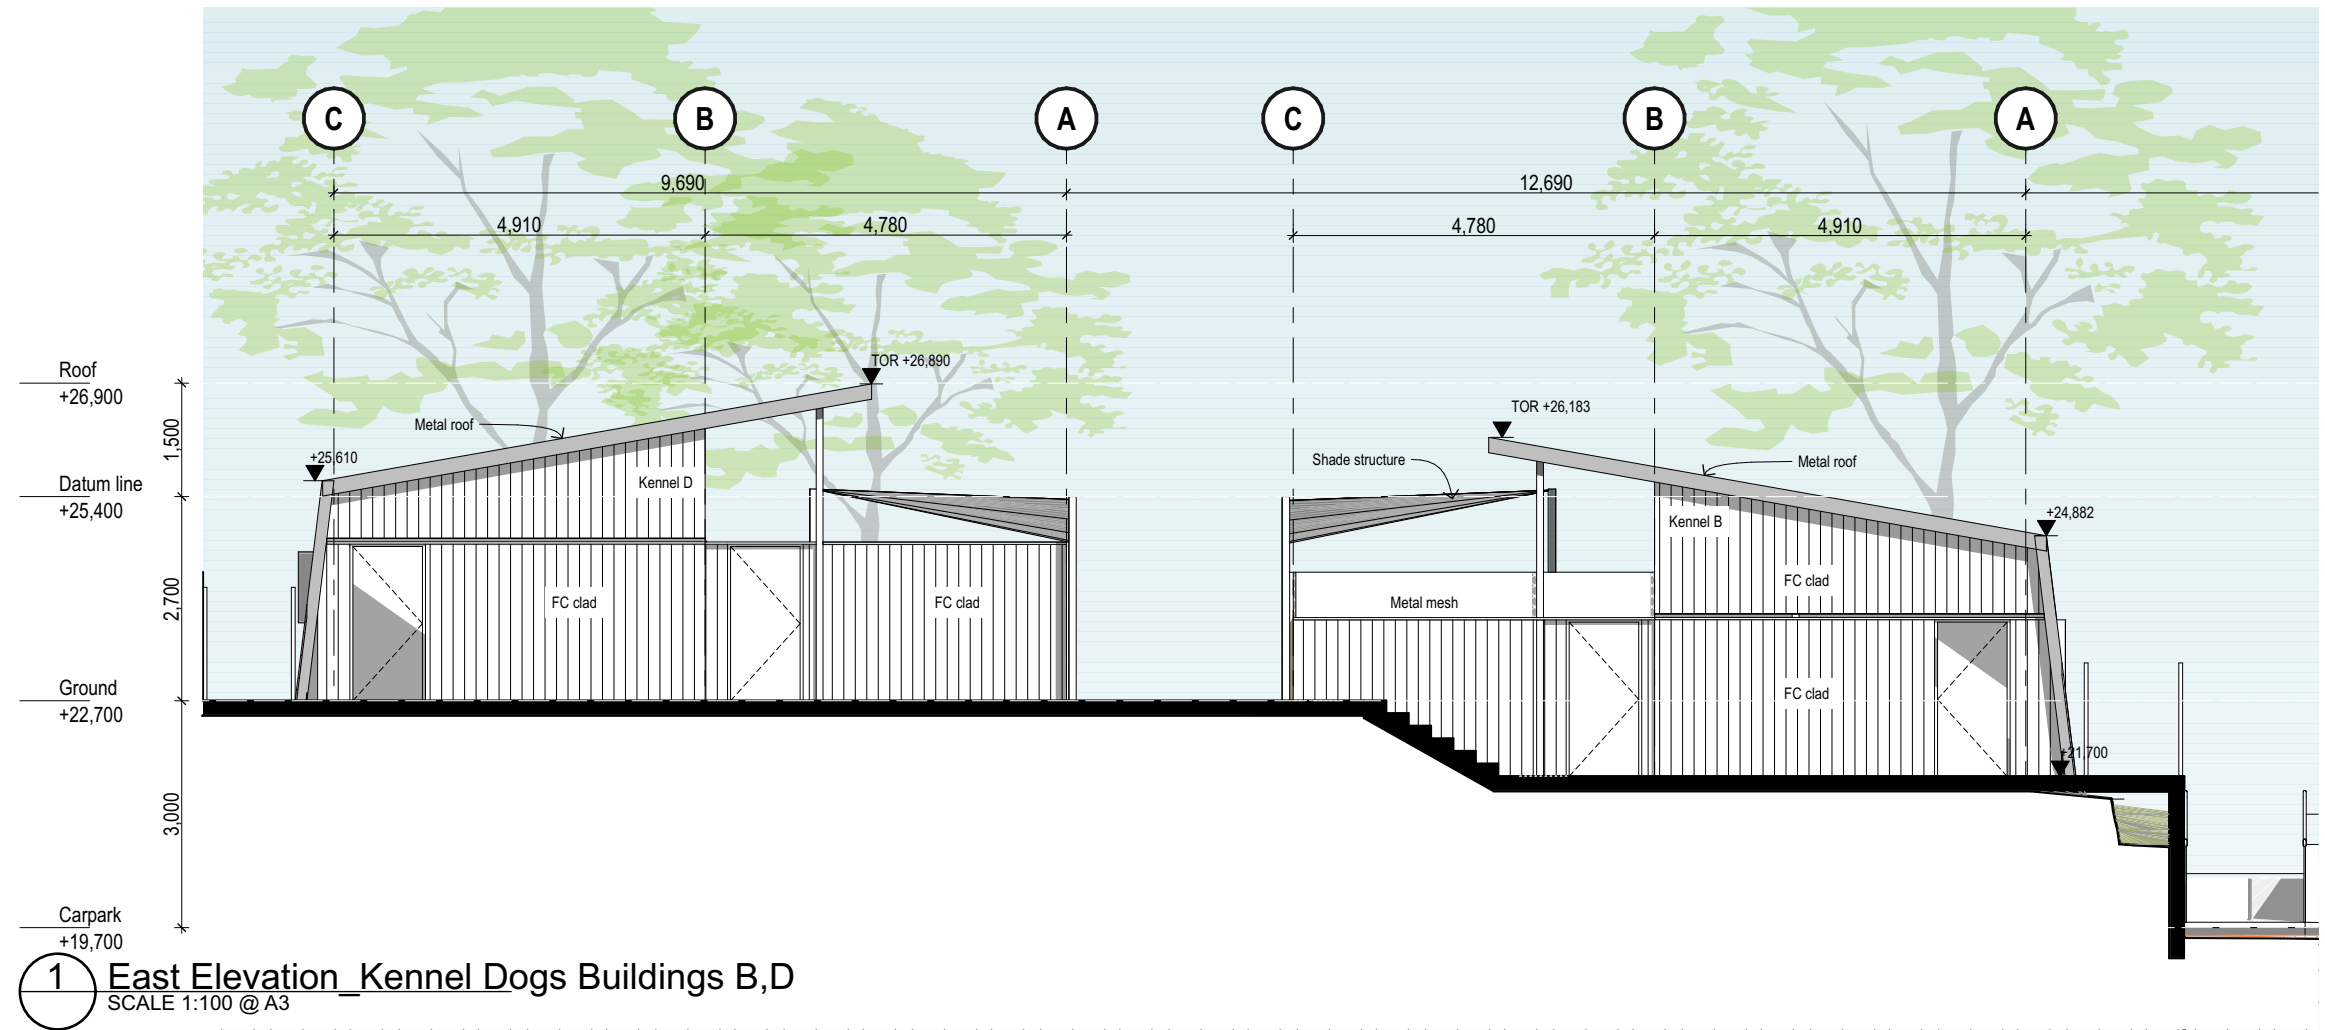 C B A C B A
9,690 12,690
4,910 4,780 4,780 4,910
Roof
+26,900
TOR +26,890
TOR +26,183
Metal roof
1,500
+25,610
Shade structure
Metal roof
Kennel D
Datum line
+25,400
Kennel B
+24,882
2,700
FC clad
FC clad
FC clad
Metal mesh
Ground
+22,700
FC clad
+21,700
3,000
Carpark
+19,700
1 East Elevation_Kennel Dogs Buildings B,D
SCALE 1:100 @ A3